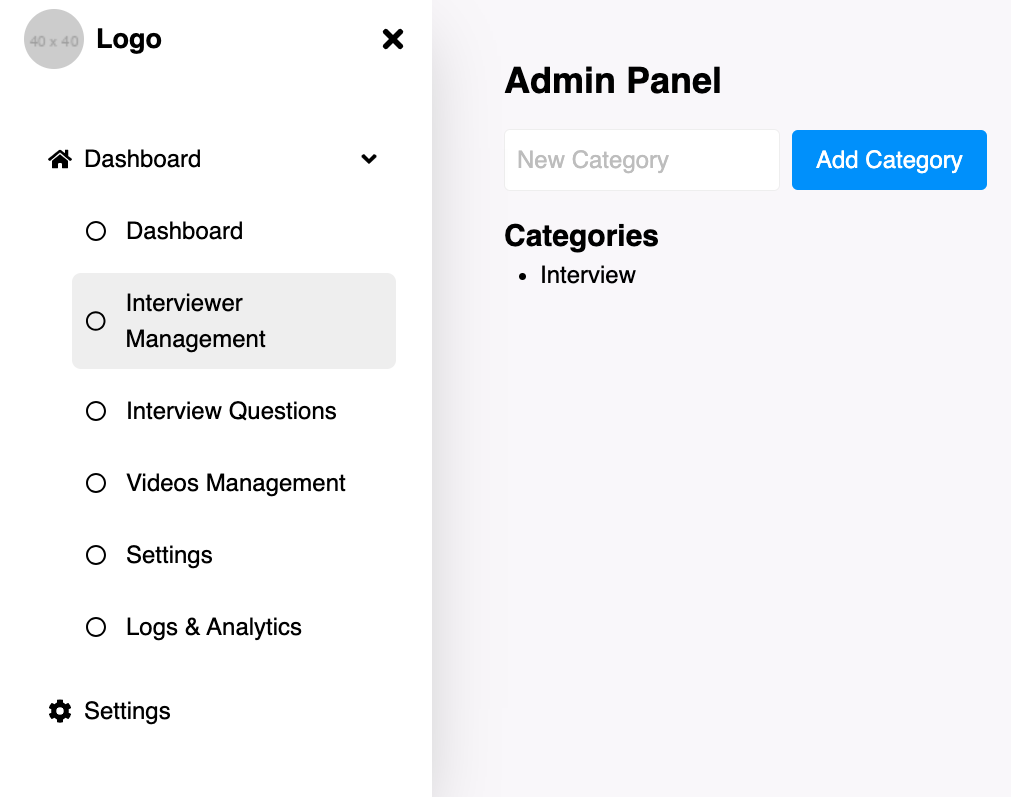 40 x 40
Logo
Dashboard
Dashboard
Interviewer
Management
Interview Questions
Videos Management
Settings
Logs & Analytics
Settings
Admin Panel
New Category
Add Category
Categories
Interview